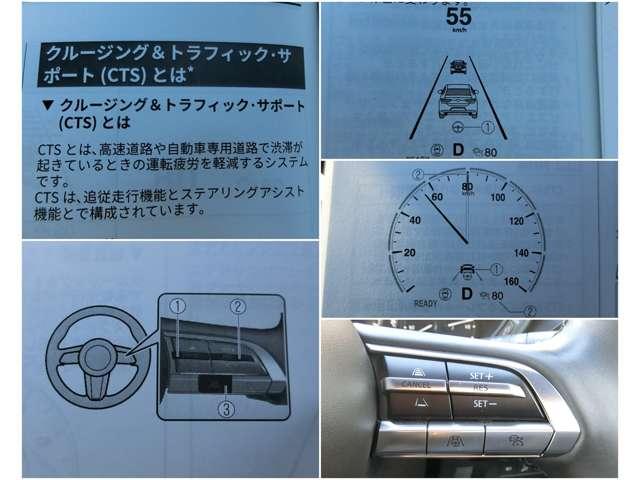 クルージング＆トラフィック・サ
ポート (CTS) とは*
▼ クルージング＆トラフィック・サポート
(CTS) とは
CTS とは、高速道路や自動車専用道路で渋滞が
起きているときの運転疲労を軽減するシステム
です。
CTS は、追従走行機能とステアリングアシスト
機能とで構成されています。
55
km/h
①
D 80
②
20
40
60
80
km/h
100
120
140
160
①
READY D 80
②
①
②
③
CANCEL
SET+
RES
SET−